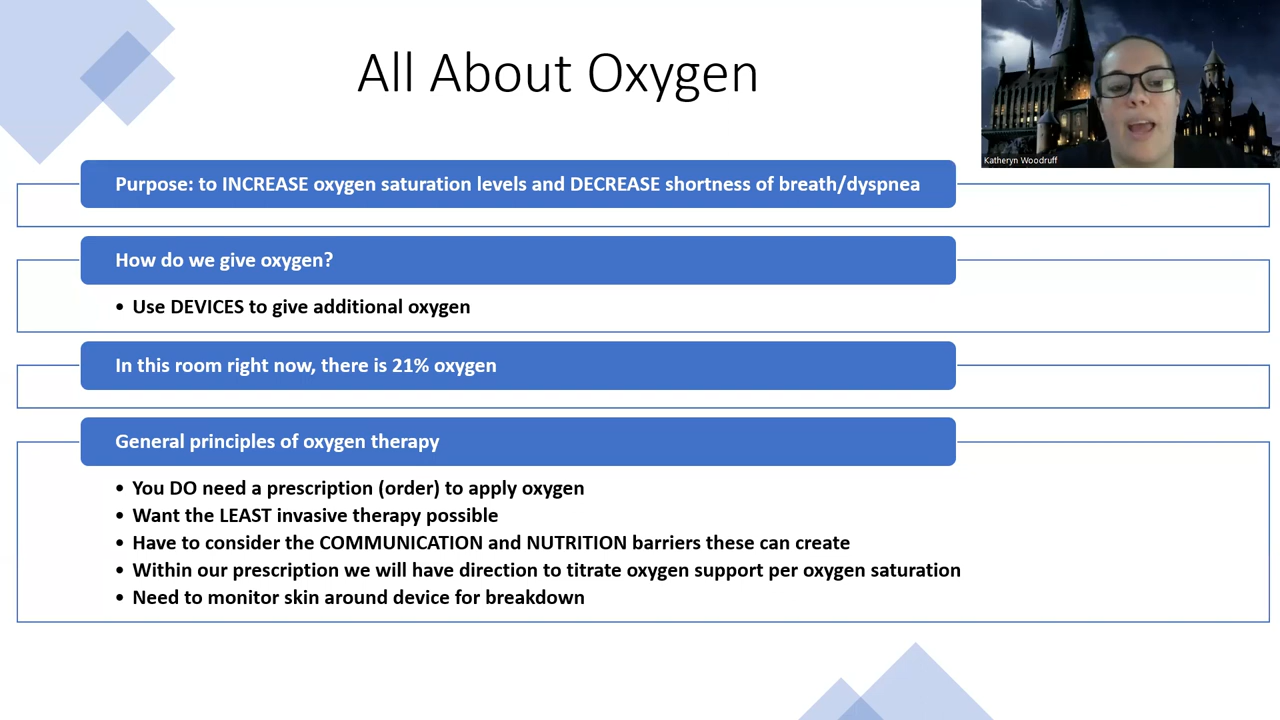 All About Oxygen
Katheryn Woodruff
Purpose: to INCREASE oxygen saturation levels and DECREASE shortness of breath/dyspnea
How do we give oxygen?
• Use DEVICES to give additional oxygen
In this room right now, there is 21% oxygen
General principles of oxygen therapy
• You DO need a prescription (order) to apply oxygen
• Want the LEAST invasive therapy possible
• Have to consider the COMMUNICATION and NUTRITION barriers these can create
• Within our prescription we will have direction to titrate oxygen support per oxygen saturation
• Need to monitor skin around device for breakdown